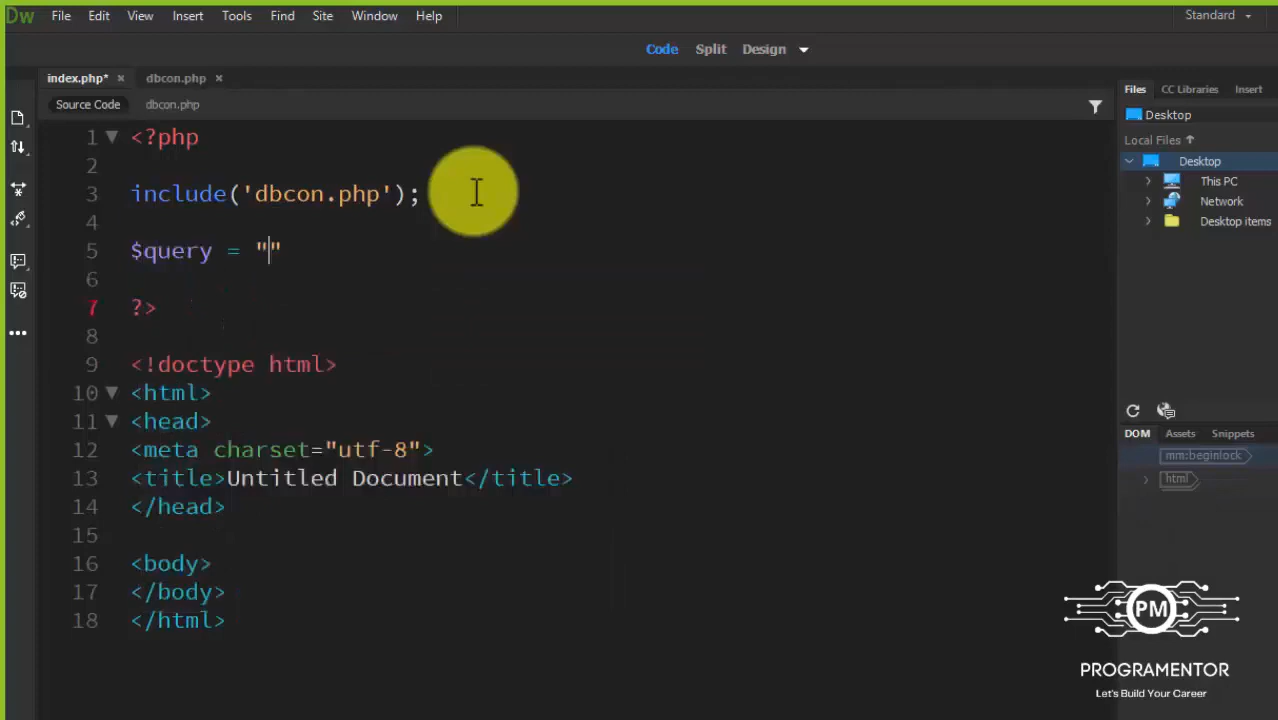 Dw File Edit View Insert Tools Find Site Window Help Standard
Code Split Design
index.php* × dbcon.php ×
Source Code dbcon.php
1 <?php
2
3 include('dbcon.php');
4
5 $query = ""
6
7 ?>
8
9 <!doctype html>
10 <html>
11 <head>
12 <meta charset="utf-8">
13 <title>Untitled Document</title>
14 </head>
15
16 <body>
17 </body>
18 </html>
Files CC Libraries Insert
Desktop
Local Files
Desktop
This PC
Network
Desktop items
DOM Assets Snippets
mm:beginlock
html
PM
PROGRAMENTOR
Let's Build Your Career